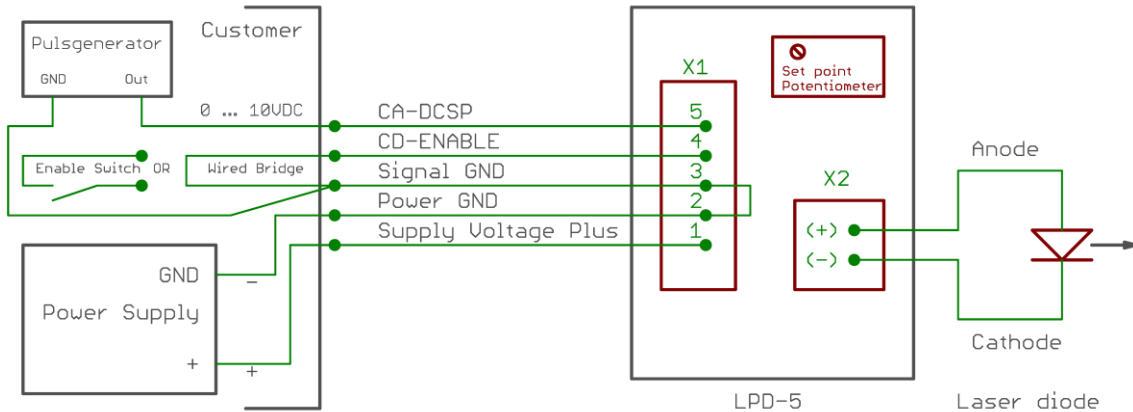 Customer
Pulsgenerator
GND Out
0 ... 10VDC
Enable Switch OR Wired Bridge
CA-DCSP
CD-ENABLE
Signal GND
Power GND
Supply Voltage Plus
GND
-
Power Supply
+ +
X1
5
4
3
2
1
Set point
Potentiometer
X2
(+)
(-)
LPD-5
Anode
Cathode
Laser diode